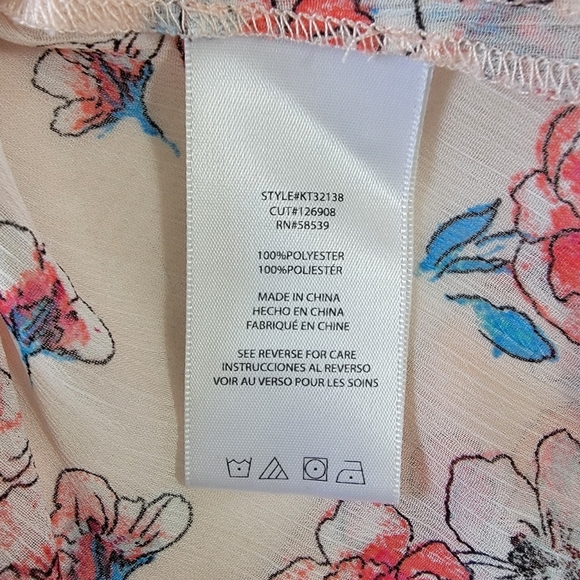 STYLE#KT32138
CUT#126908
RN#58539
100%POLYESTER
100%POLIESTÉR
MADE IN CHINA
HECHO EN CHINA
FABRIQUÉ EN CHINE
SEE REVERSE FOR CARE
INSTRUCCIONES AL REVERSO
VOIR AU VERSO POUR LES SOINS